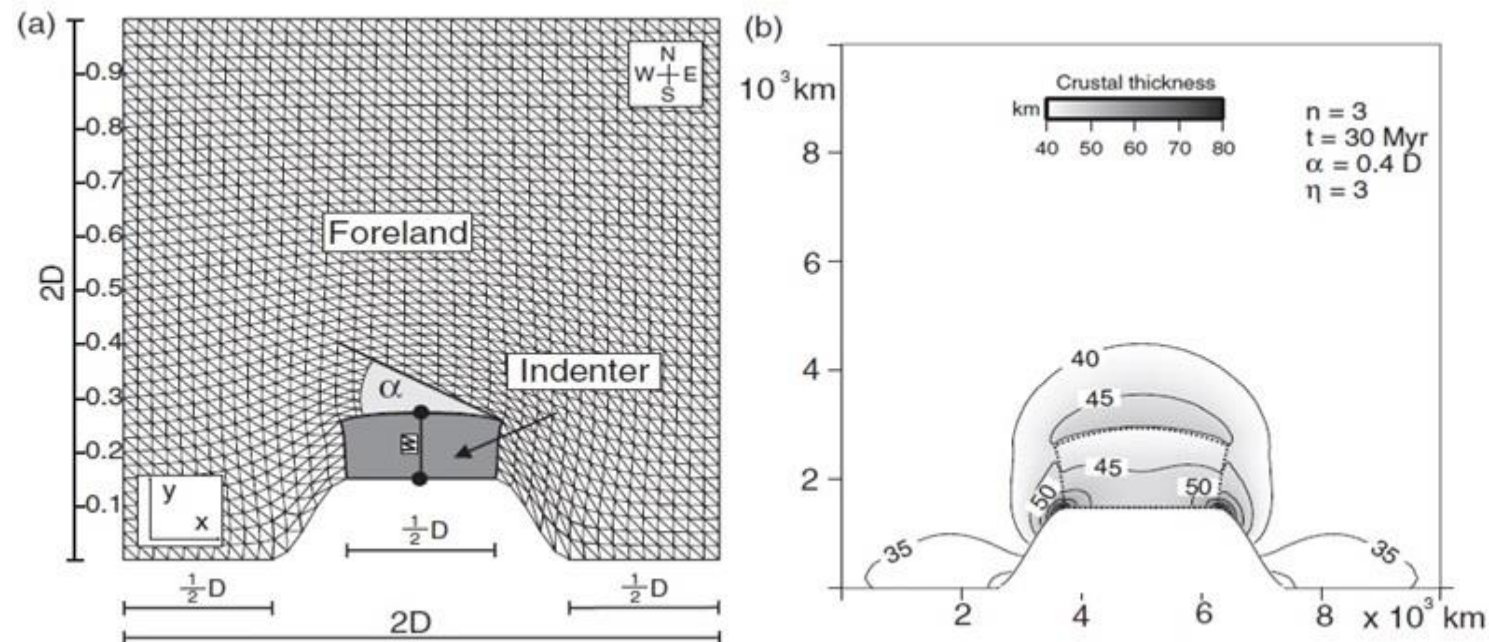 (a)
N
W E
S
0.9
0.8
0.7
0.6
0.5
0.4
0.3
0.2
0.1
2D
Foreland
Indenter
α
w
y
x
½D
½D
½D
2D
(b)
10³ km
8
6
4
2
Crustal thickness
km
40 50 60 70 80
n = 3
t = 30 Myr
α = 0.4 D
η = 3
40
45
45
50
50
35
35
2 4 6 8 x 10³ km